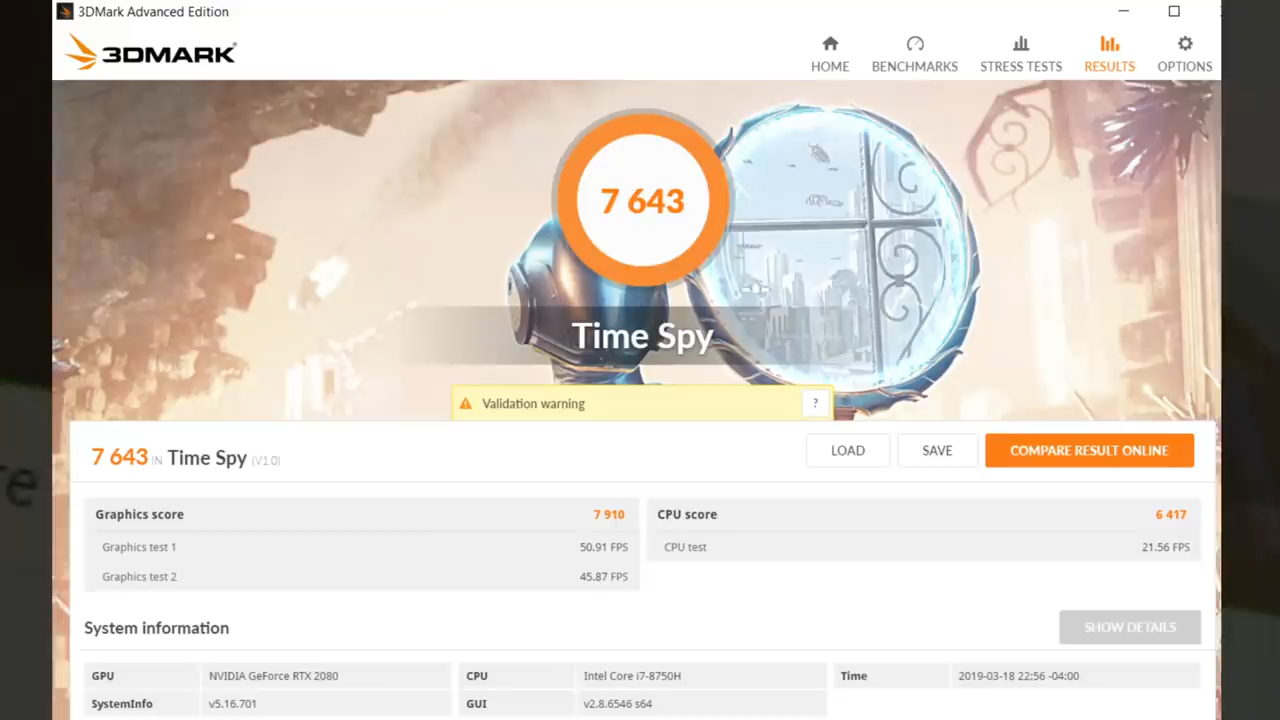 3DMark Advanced Edition
3DMARK
HOME BENCHMARKS STRESS TESTS RESULTS OPTIONS
7 643
Time Spy
Validation warning ?
7 643 IN Time Spy (V1.0) LOAD SAVE COMPARE RESULT ONLINE
Graphics score 7 910 CPU score 6 417
Graphics test 1 50.91 FPS CPU test 21.56 FPS
Graphics test 2 45.87 FPS
System information SHOW DETAILS
GPU NVIDIA GeForce RTX 2080 CPU Intel Core i7-8750H Time 2019-03-18 22:56 -04:00
SystemInfo v5.16.701 GUI v2.8.6546 s64